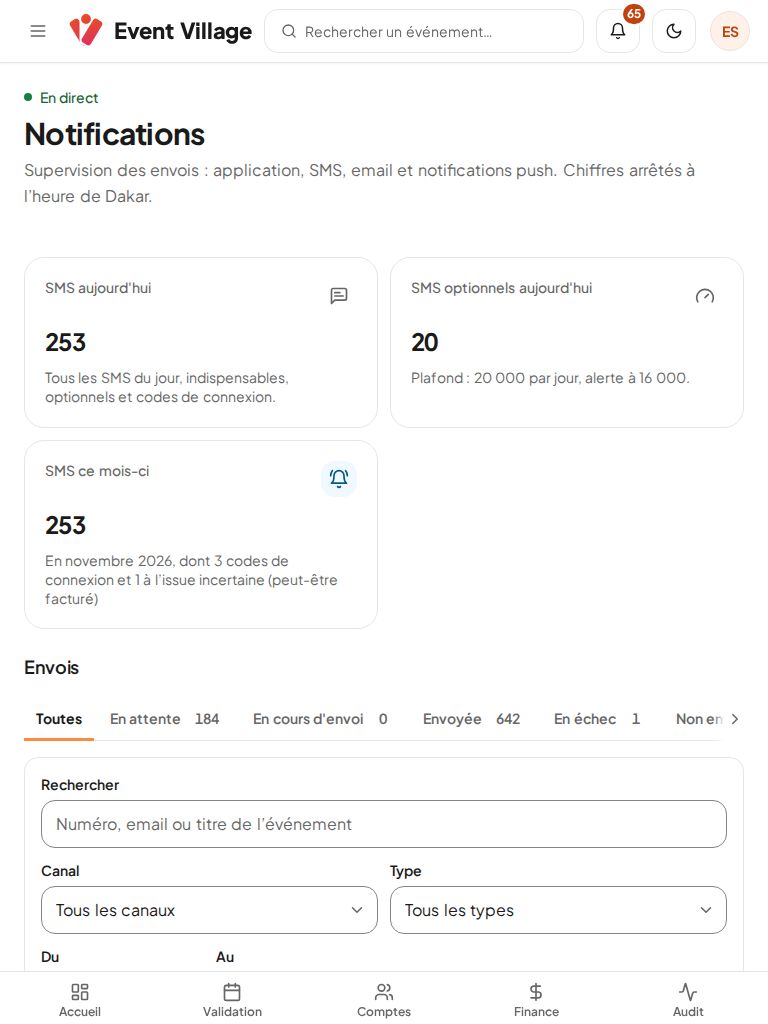 Event Village
Rechercher un événement…
65
ES
En direct
Notifications
Supervision des envois : application, SMS, email et notifications push. Chiffres arrêtés à
l’heure de Dakar.
SMS aujourd'hui
253
Tous les SMS du jour, indispensables,
optionnels et codes de connexion.
SMS optionnels aujourd'hui
20
Plafond : 20 000 par jour, alerte à 16 000.
SMS ce mois-ci
253
En novembre 2026, dont 3 codes de
connexion et 1 à l’issue incertaine (peut-être
facturé)
Envois
Toutes En attente 184 En cours d'envoi 0 Envoyée 642 En échec 1 Non en
Rechercher
Numéro, email ou titre de l’événement
Canal Type
Tous les canaux Tous les types
Du Au
Accueil Validation Comptes Finance Audit